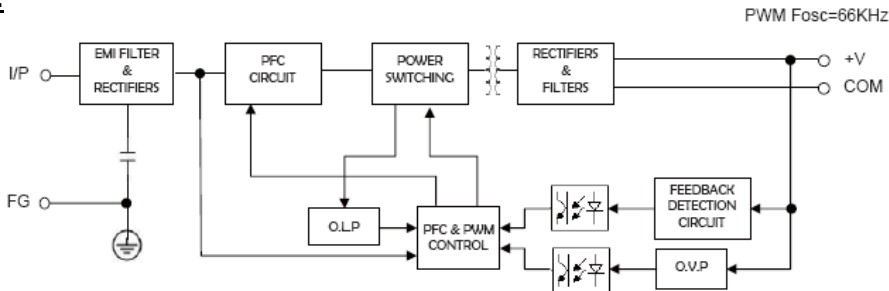 PWM Fosc=66KHz
EMI FILTER
&
RECTIFIERS
PFC
CIRCUIT
POWER
SWITCHING
RECTIFIERS
&
FILTERS
I/P
+V
COM
FG
O.L.P
PFC & PWM
CONTROL
FEEDBACK
DETECTION
CIRCUIT
O.V.P